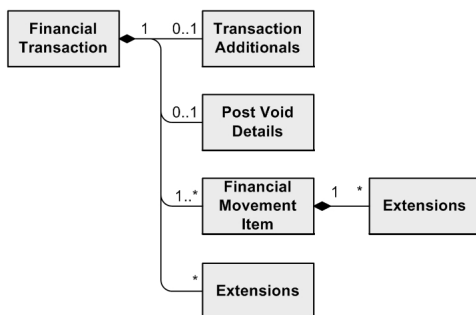 Financial
Transaction
1
0..1
Transaction
Additionals
0..1
Post Void
Details
1..*
Financial
Movement
Item
1
*
Extensions
*
Extensions